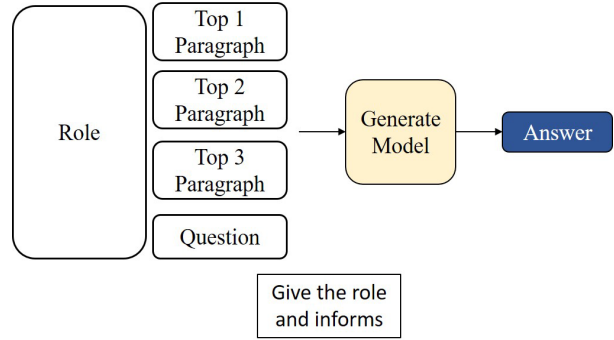 Role
Top 1
Paragraph
Top 2
Paragraph
Top 3
Paragraph
Question
Generate
Model
Answer
Give the role
and informs